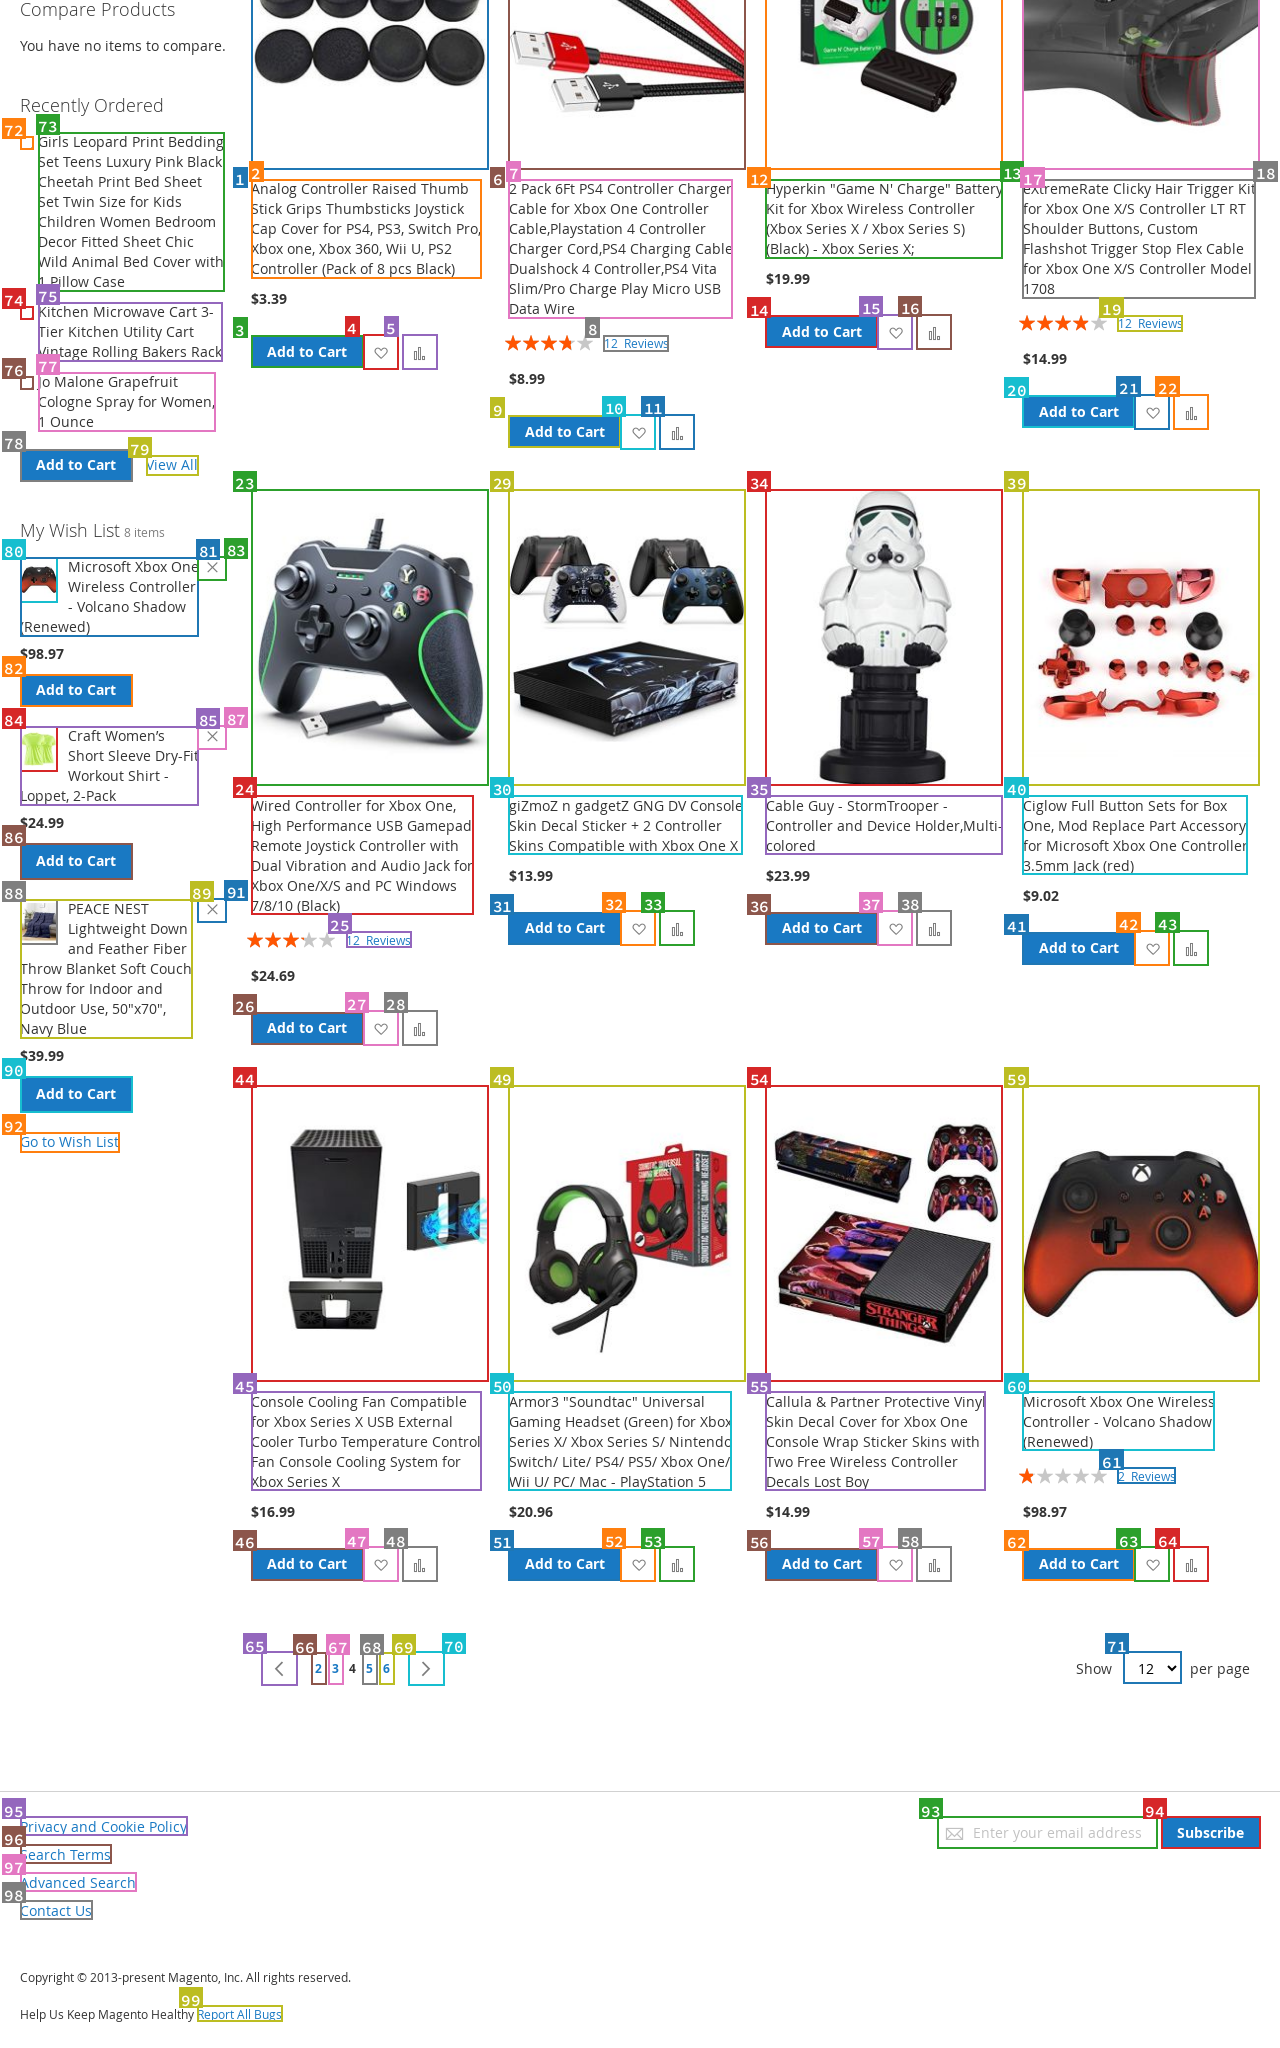 Compare Products
You have no items to compare.
Recently Ordered
72
73
Girls Leopard Print Bedding
Set Teens Luxury Pink Black
Cheetah Print Bed Sheet
Set Twin Size for Kids
Children Women Bedroom
Decor Fitted Sheet Chic
Wild Animal Bed Cover with
1 Pillow Case
74
75
Kitchen Microwave Cart 3-
Tier Kitchen Utility Cart
Vintage Rolling Bakers Rack
76
77
Jo Malone Grapefruit
Cologne Spray for Women,
1 Ounce
78
Add to Cart
79
View All
My Wish List 8 items
80
81
83
Microsoft Xbox One
Wireless Controller
- Volcano Shadow
(Renewed)
$98.97
82
Add to Cart
84
85
87
Craft Women's
Short Sleeve Dry-Fit
Workout Shirt -
Loppet, 2-Pack
$24.99
86
Add to Cart
88
89
91
PEACE NEST
Lightweight Down
and Feather Fiber
Throw Blanket Soft Couch
Throw for Indoor and
Outdoor Use, 50"x70",
Navy Blue
$39.99
90
Add to Cart
92
Go to Wish List
1
2
Analog Controller Raised Thumb
Stick Grips Thumbsticks Joystick
Cap Cover for PS4, PS3, Switch Pro,
Xbox one, Xbox 360, Wii U, PS2
Controller (Pack of 8 pcs Black)
$3.39
3
Add to Cart
4
5
6
7
2 Pack 6Ft PS4 Controller Charger
Cable for Xbox One Controller
Cable,Playstation 4 Controller
Charger Cord,PS4 Charging Cable
Dualshock 4 Controller,PS4 Vita
Slim/Pro Charge Play Micro USB
Data Wire
8
12 Reviews
$8.99
9
Add to Cart
10
11
Game N' Charge Battery Kit
12
13
Hyperkin "Game N' Charge" Battery
Kit for Xbox Wireless Controller
(Xbox Series X / Xbox Series S)
(Black) - Xbox Series X;
$19.99
14
Add to Cart
15
16
17
18
eXtremeRate Clicky Hair Trigger Kit
for Xbox One X/S Controller LT RT
Shoulder Buttons, Custom
Flashshot Trigger Stop Flex Cable
for Xbox One X/S Controller Model
1708
19
12 Reviews
$14.99
20
Add to Cart
21
22
23
Y
X
B
A
24
Wired Controller for Xbox One,
High Performance USB Gamepad
Remote Joystick Controller with
Dual Vibration and Audio Jack for
Xbox One/X/S and PC Windows
7/8/10 (Black)
25
12 Reviews
$24.69
26
Add to Cart
27
28
29
30
giZmoZ n gadgetZ GNG DV Console
Skin Decal Sticker + 2 Controller
Skins Compatible with Xbox One X
$13.99
31
Add to Cart
32
33
34
35
Cable Guy - StormTrooper -
Controller and Device Holder,Multi-
colored
$23.99
36
Add to Cart
37
38
39
40
Ciglow Full Button Sets for Box
One, Mod Replace Part Accessory
for Microsoft Xbox One Controller
3.5mm Jack (red)
$9.02
41
Add to Cart
42
43
44
45
Console Cooling Fan Compatible
for Xbox Series X USB External
Cooler Turbo Temperature Control
Fan Console Cooling System for
Xbox Series X
$16.99
46
Add to Cart
47
48
49
SOUNDTAC UNIVERSAL
GAMING HEADSET
SOUNDTAC UNIVERSAL GAMING HEADSET
50
Armor3 "Soundtac" Universal
Gaming Headset (Green) for Xbox
Series X/ Xbox Series S/ Nintendo
Switch/ Lite/ PS4/ PS5/ Xbox One/
Wii U/ PC/ Mac - PlayStation 5
$20.96
51
Add to Cart
52
53
54
STRANGER
THINGS
55
Callula & Partner Protective Vinyl
Skin Decal Cover for Xbox One
Console Wrap Sticker Skins with
Two Free Wireless Controller
Decals Lost Boy
$14.99
56
Add to Cart
57
58
59
Y
X
B
A
60
Microsoft Xbox One Wireless
Controller - Volcano Shadow
(Renewed)
61
2 Reviews
$98.97
62
Add to Cart
63
64
65
66
67
68
69
70
2 3 4 5 6
71
Show 12 per page
93
Enter your email address
94
Subscribe
95
Privacy and Cookie Policy
96
Search Terms
97
Advanced Search
98
Contact Us
Copyright © 2013-present Magento, Inc. All rights reserved.
99
Help Us Keep Magento Healthy Report All Bugs